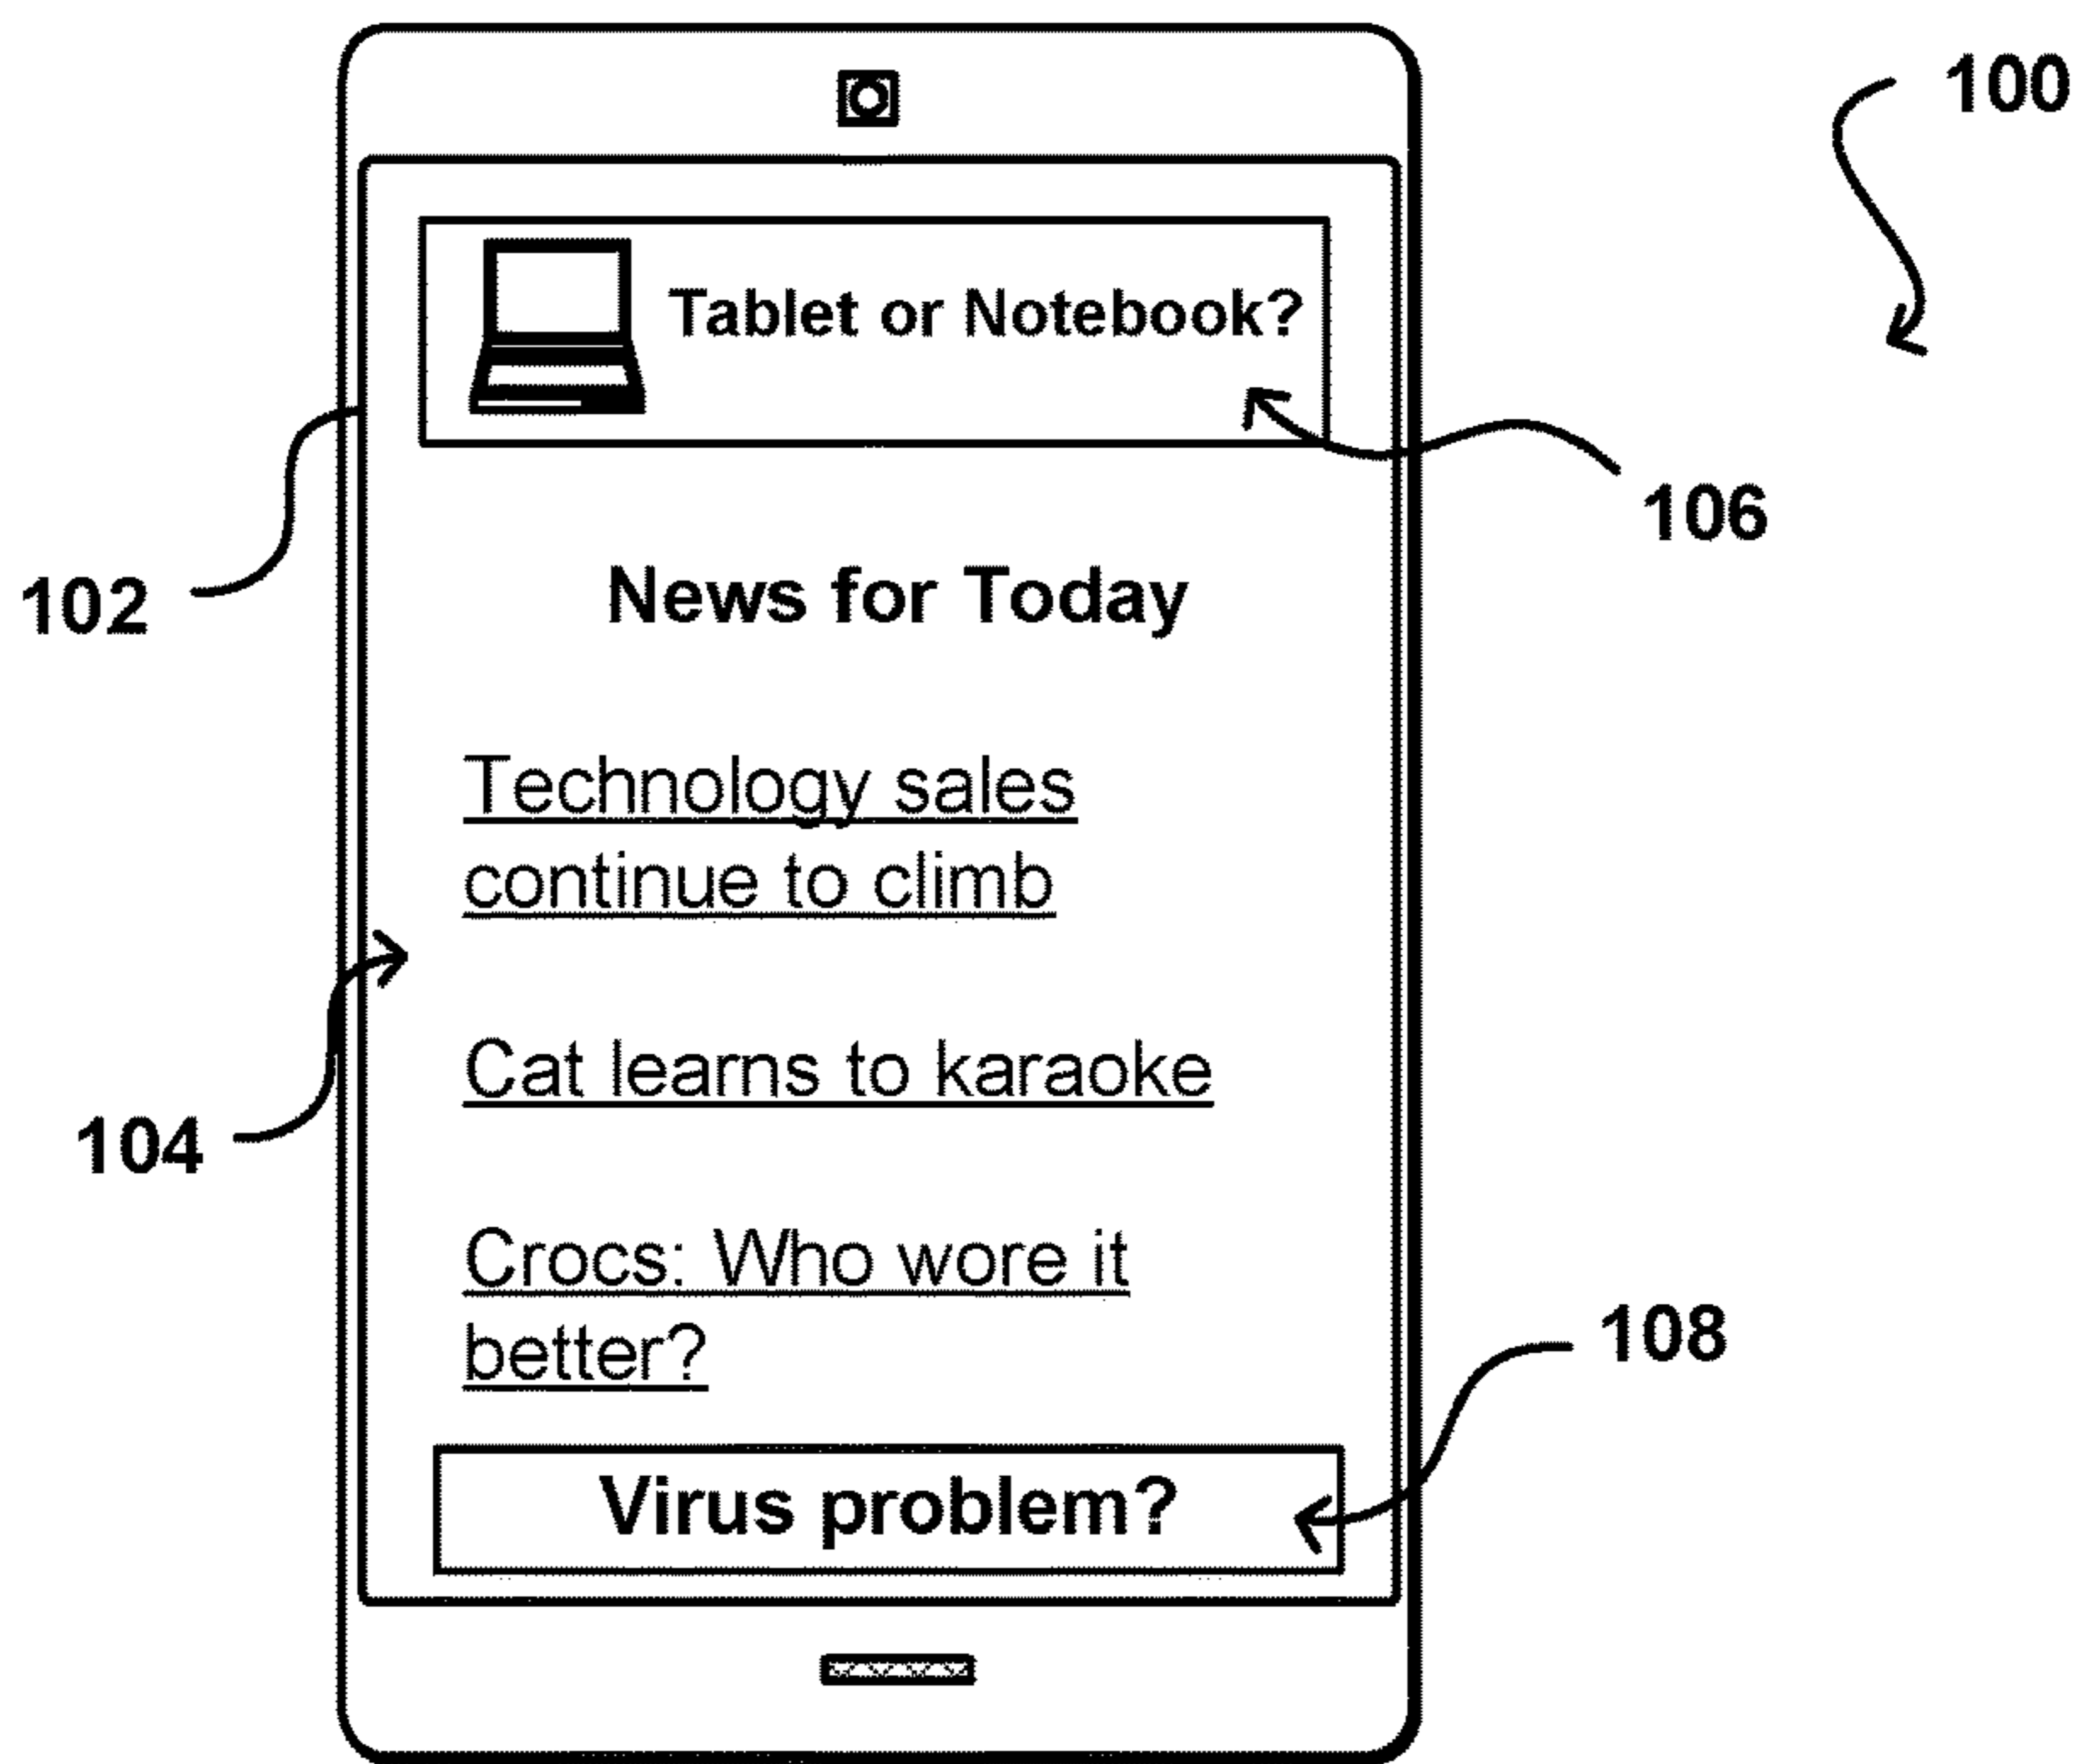 100
Tablet or Notebook?
106
102
News for Today
Technology sales
continue to climb
Cat learns to karaoke
104
Crocs: Who wore it
better?
108
Virus problem?